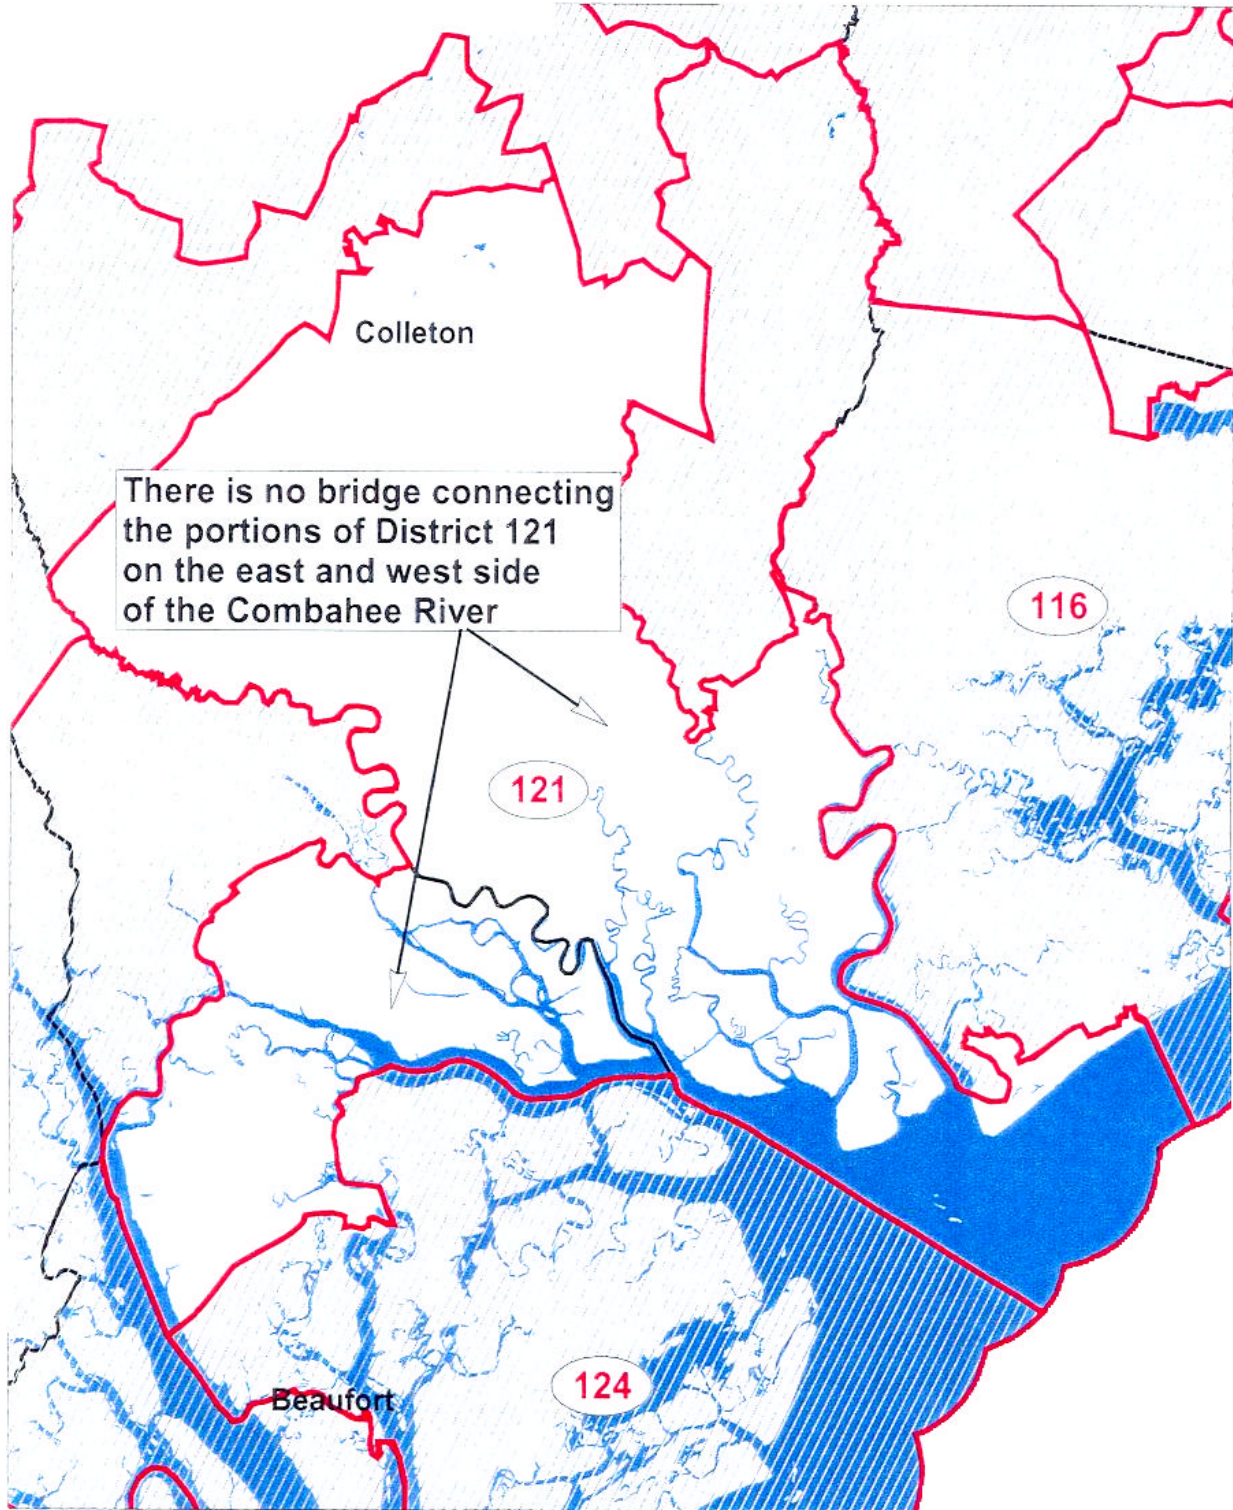 Colleton
There is no bridge connecting
the portions of District 121
on the east and west side
of the Combahee River
116
121
124
Beaufort